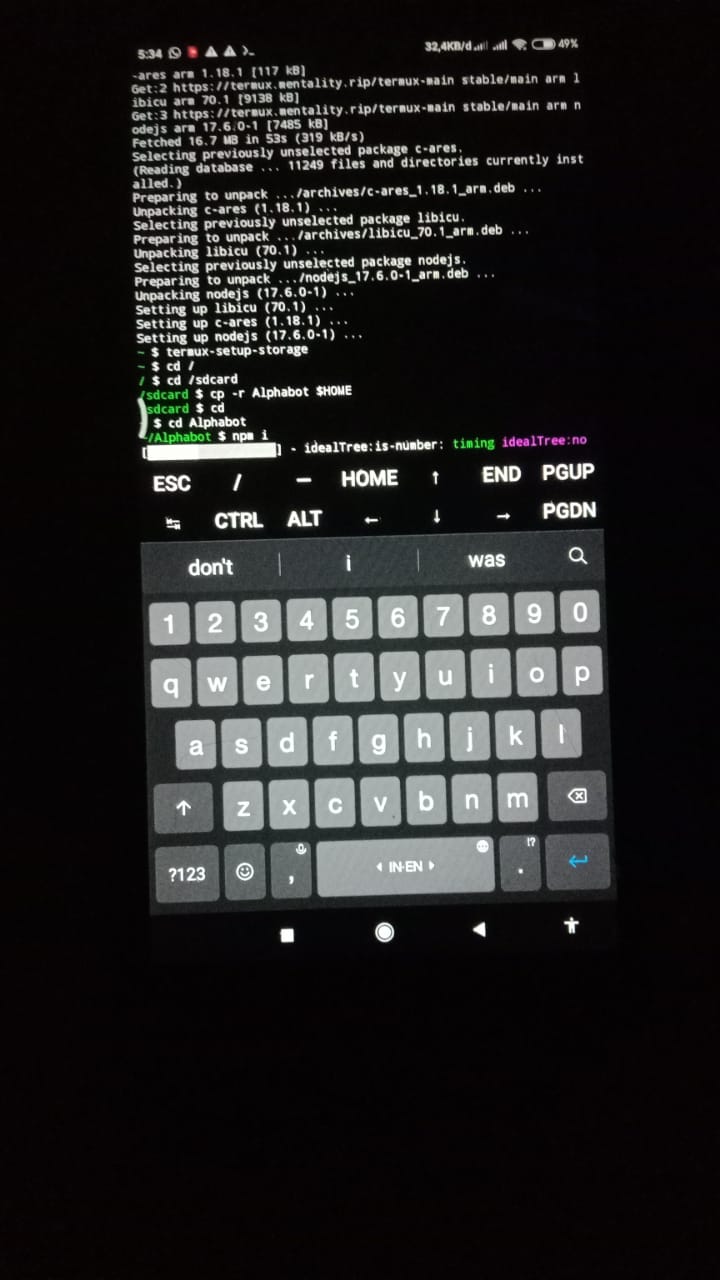 5:34 32,4KB/d 49%
-ares arm 1.18.1 [117 kB]
Get:2 https://termux.mentality.rip/termux-main stable/main arm l
ibicu arm 70.1 [9138 kB]
Get:3 https://termux.mentality.rip/termux-main stable/main arm n
odejs arm 17.6.0-1 [7485 kB]
Fetched 16.7 MB in 53s (319 kB/s)
Selecting previously unselected package c-ares.
(Reading database ... 11249 files and directories currently inst
alled.)
Preparing to unpack .../archives/c-ares_1.18.1_arm.deb ...
Unpacking c-ares (1.18.1) ...
Selecting previously unselected package libicu.
Preparing to unpack .../archives/libicu_70.1_arm.deb ...
Unpacking libicu (70.1) ...
Selecting previously unselected package nodejs.
Preparing to unpack .../nodejs_17.6.0-1_arm.deb ...
Unpacking nodejs (17.6.0-1) ...
Setting up libicu (70.1) ...
Setting up c-ares (1.18.1) ...
Setting up nodejs (17.6.0-1) ...
~ $ termux-setup-storage
~ $ cd /
/ $ cd /sdcard
/sdcard $ cp -r Alphabot $HOME
sdcard $ cd
$ cd Alphabot
~/Alphabot $ npm i
[ ] - idealTree:is-number: timing idealTree:no
ESC / — HOME ↑ END PGUP
↹ CTRL ALT ← ↓ → PGDN
don't i was
1 2 3 4 5 6 7 8 9 0
q w e r t y u i o p
a s d f g h j k l
z x c v b n m
?123 , IN-EN . !?